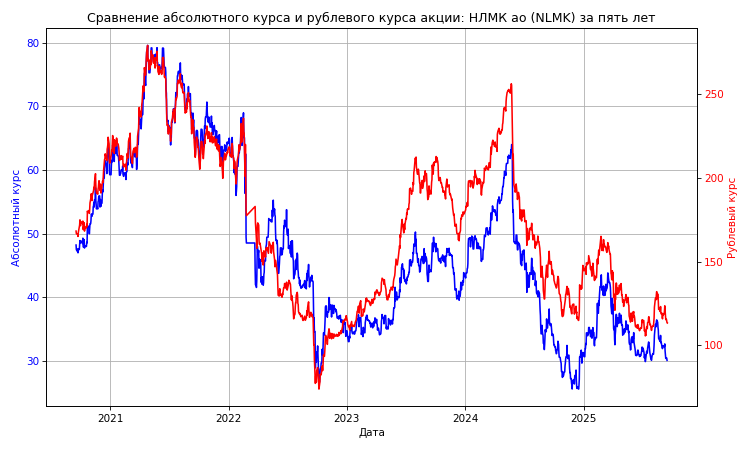 Сравнение абсолютного курса и рублевого курса акции: НЛМК ао (NLMK) за пять лет
80
70
60
50
40
30
Абсолютный курс
250
200
150
100
Рублевый курс
2021 2022 2023 2024 2025
Дата